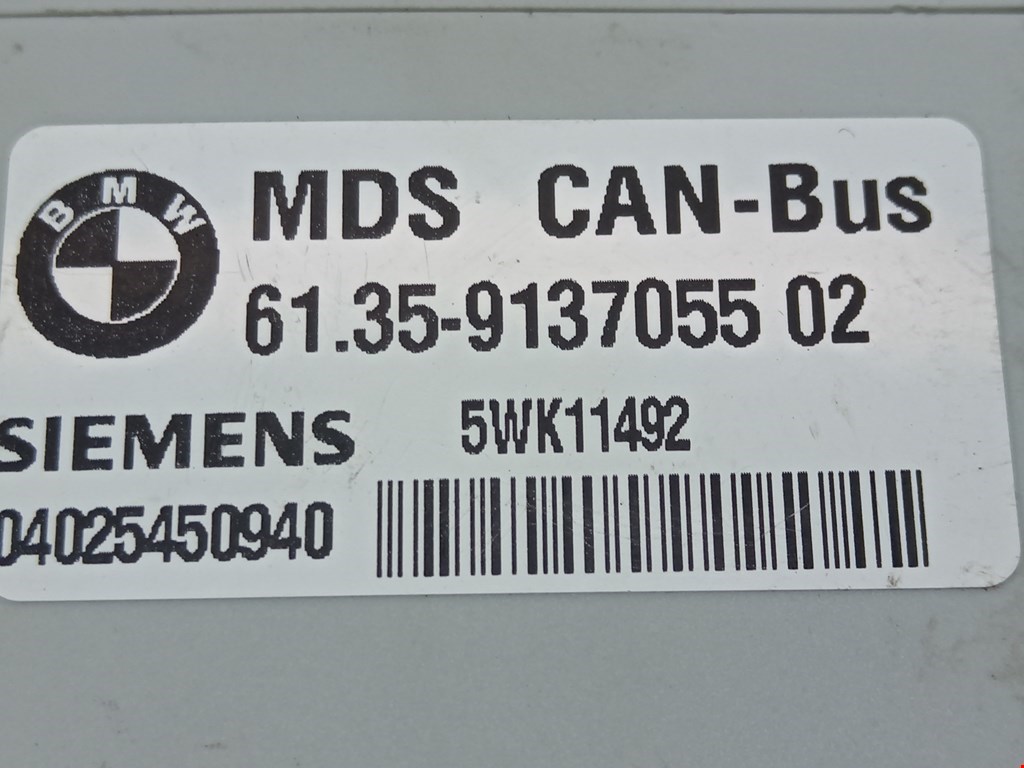 BMW
MDS CAN-Bus
61.35-9137055 02
SIEMENS
5WK11492
04025450940